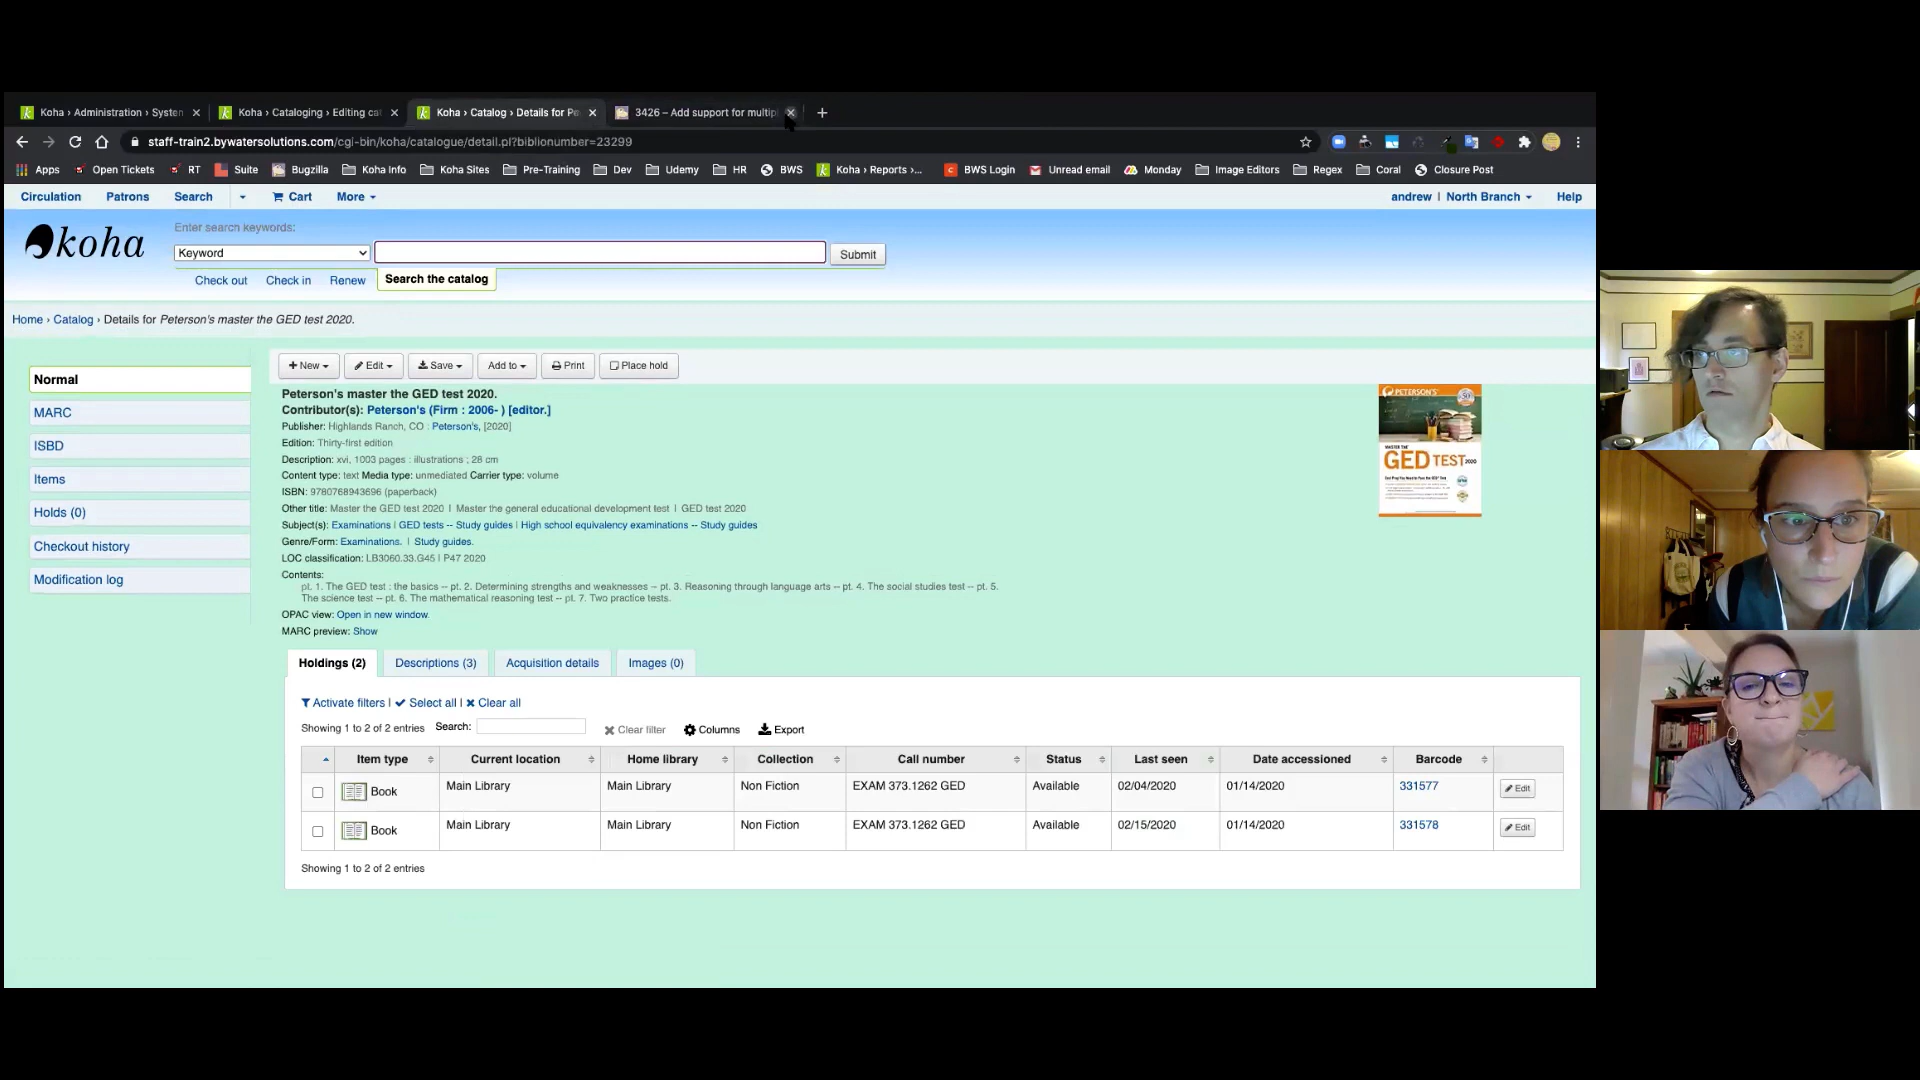 Koha › Administration › System
Koha › Cataloging › Editing cat
Koha › Catalog › Details for Pe
3426 – Add support for multipl
staff-train2.bywatersolutions.com/cgi-bin/koha/catalogue/detail.pl?biblionumber=23299
Apps Open Tickets RT Suite Bugzilla Koha Info Koha Sites Pre-Training Dev Udemy HR BWS Koha › Reports ›... BWS Login Unread email Monday Image Editors Regex Coral Closure Post
Circulation Patrons Search Cart More andrew | North Branch Help
koha
Enter search keywords:
Keyword Submit
Check out Check in Renew Search the catalog
Home › Catalog › Details for Peterson's master the GED test 2020.
Normal
MARC
ISBD
Items
Holds (0)
Checkout history
Modification log
+ New Edit Save Add to Print Place hold
Peterson's master the GED test 2020.
Contributor(s): Peterson's (Firm : 2006- ) [editor.]
Publisher: Highlands Ranch, CO : Peterson's, [2020]
Edition: Thirty-first edition
Description: xvi, 1003 pages : illustrations ; 28 cm
Content type: text Media type: unmediated Carrier type: volume
ISBN: 9780768943696 (paperback)
Other title: Master the GED test 2020 | Master the general educational development test | GED test 2020
Subject(s): Examinations | GED tests -- Study guides | High school equivalency examinations -- Study guides
Genre/Form: Examinations. | Study guides.
LOC classification: LB3060.33.G45 | P47 2020
Contents:
pt. 1. The GED test : the basics -- pt. 2. Determining strengths and weaknesses -- pt. 3. Reasoning through language arts -- pt. 4. The social studies test -- pt. 5.
The science test -- pt. 6. The mathematical reasoning test -- pt. 7. Two practice tests.
OPAC view: Open in new window.
MARC preview: Show
PETERSON'S
MASTER THE
GED TEST 2020
Holdings (2) Descriptions (3) Acquisition details Images (0)
Activate filters | Select all | Clear all
Showing 1 to 2 of 2 entries Search: Clear filter Columns Export
Item type Current location Home library Collection Call number Status Last seen Date accessioned Barcode
Book Main Library Main Library Non Fiction EXAM 373.1262 GED Available 02/04/2020 01/14/2020 331577 Edit
Book Main Library Main Library Non Fiction EXAM 373.1262 GED Available 02/15/2020 01/14/2020 331578 Edit
Showing 1 to 2 of 2 entries